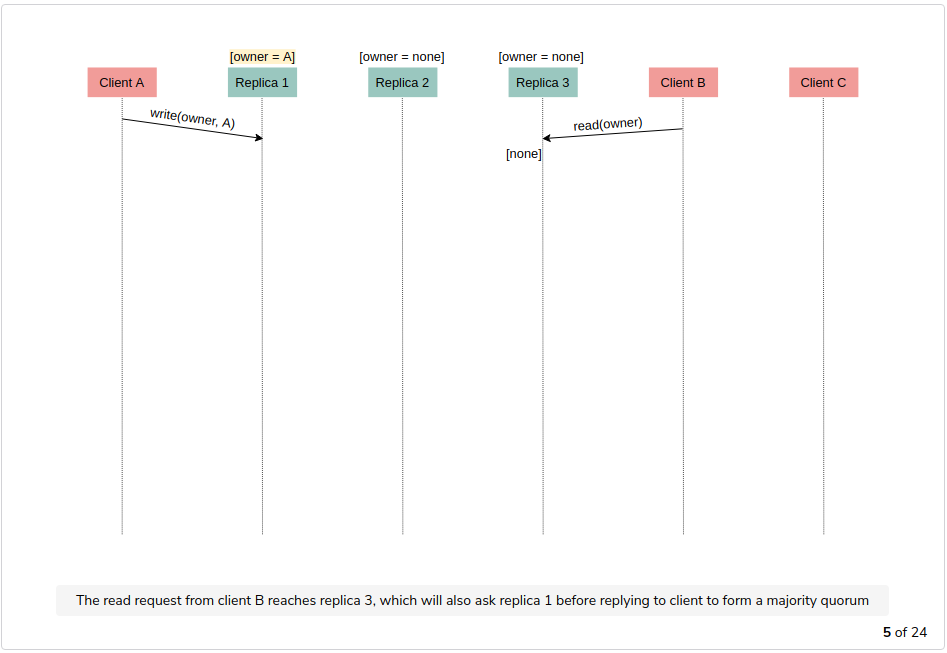 [owner = A] [owner = none] [owner = none]
Client A Replica 1 Replica 2 Replica 3 Client B Client C
write(owner, A) read(owner)
[none]
The read request from client B reaches replica 3, which will also ask replica 1 before replying to client to form a majority quorum
5 of 24